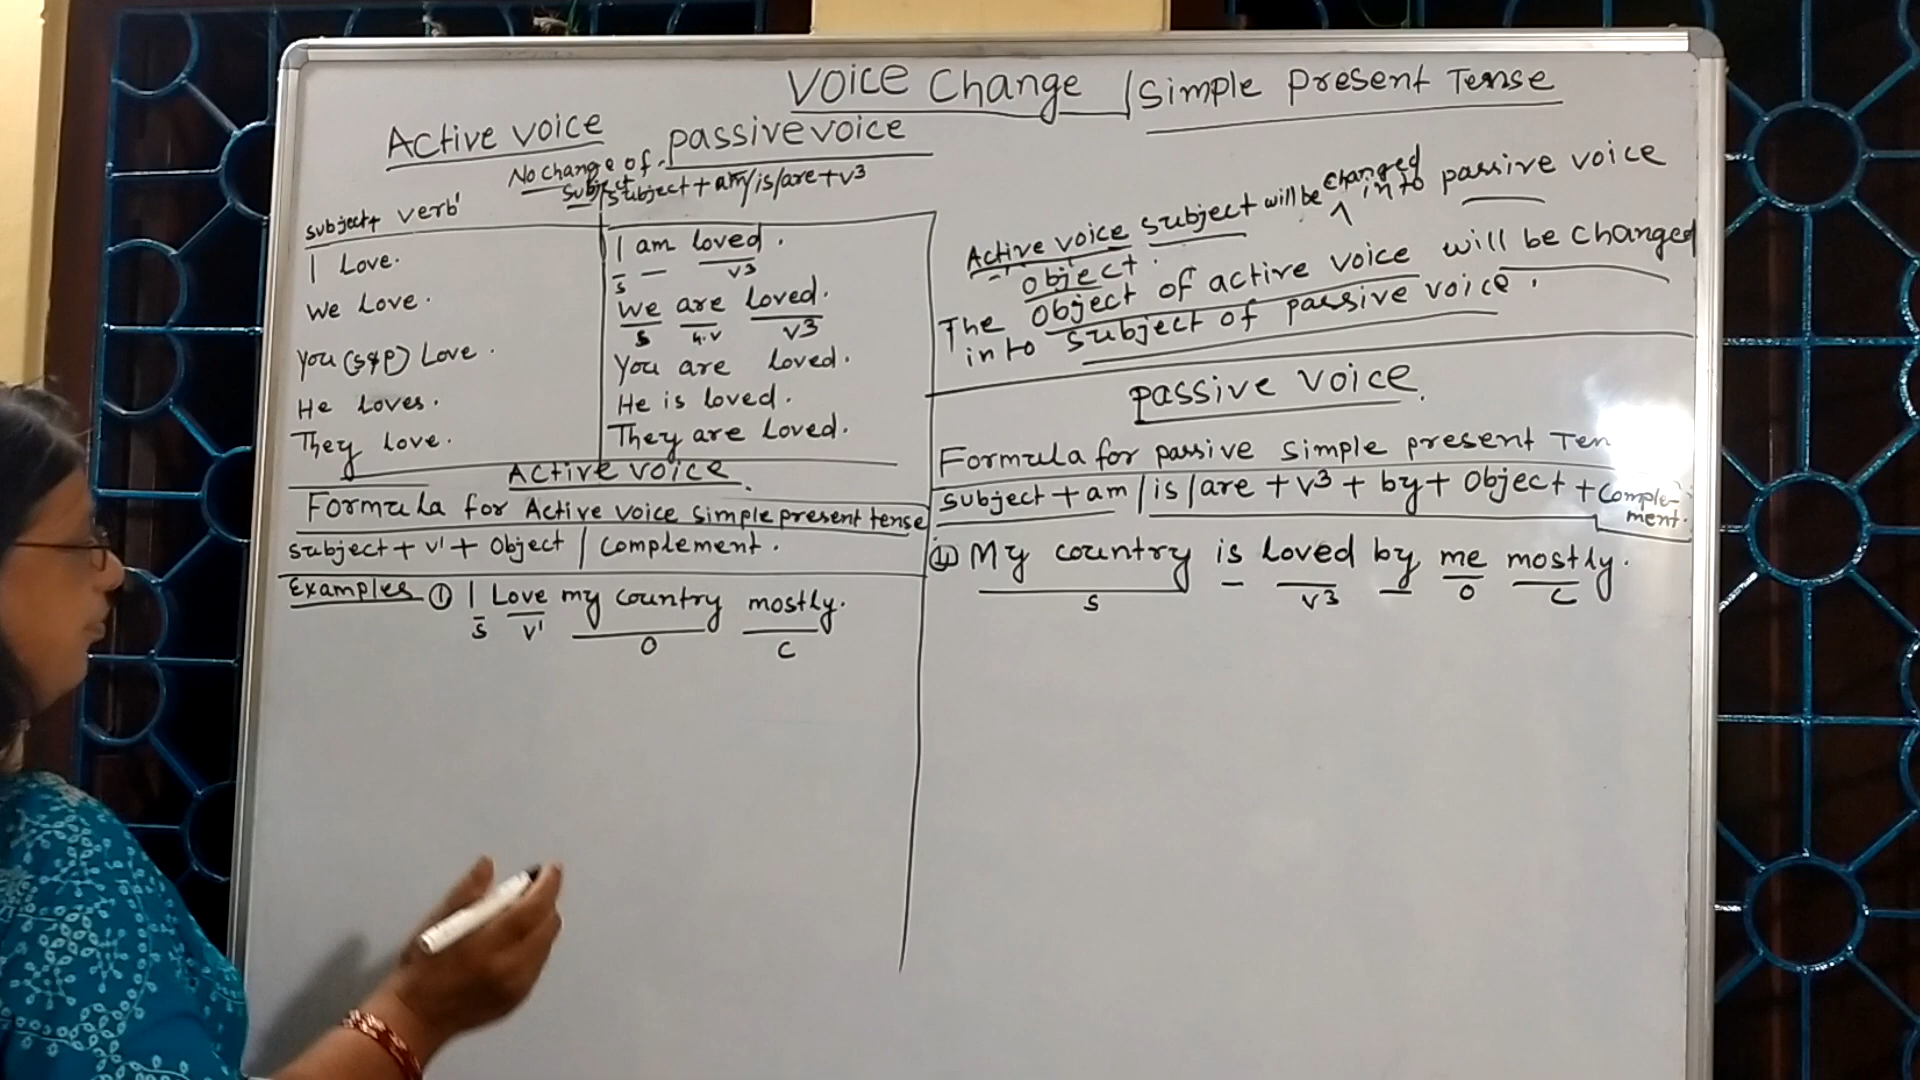 Voice Change / Simple Present Tense
Active voice
passive voice
No change of
subject
subject + am/is/are + v3
subject + verb¹
I Love.
We Love.
You (S&P) Love.
He Loves.
They Love.
I am loved.
s v3
We are loved.
s h.v v3
You are loved.
He is loved.
They are loved.
Active voice subject will be changed into passive voice
object.
The object of active voice will be changed
into subject of passive voice.
Active voice.
Formula for Active voice simple present tense
subject + v¹ + object / complement.
Examples ① I Love my country mostly.
s v¹ o c
passive voice.
Formula for passive simple present Ten
subject + am / is / are + v3 + by + object + comple-
ment.
① My country is loved by me mostly.
s v3 o c